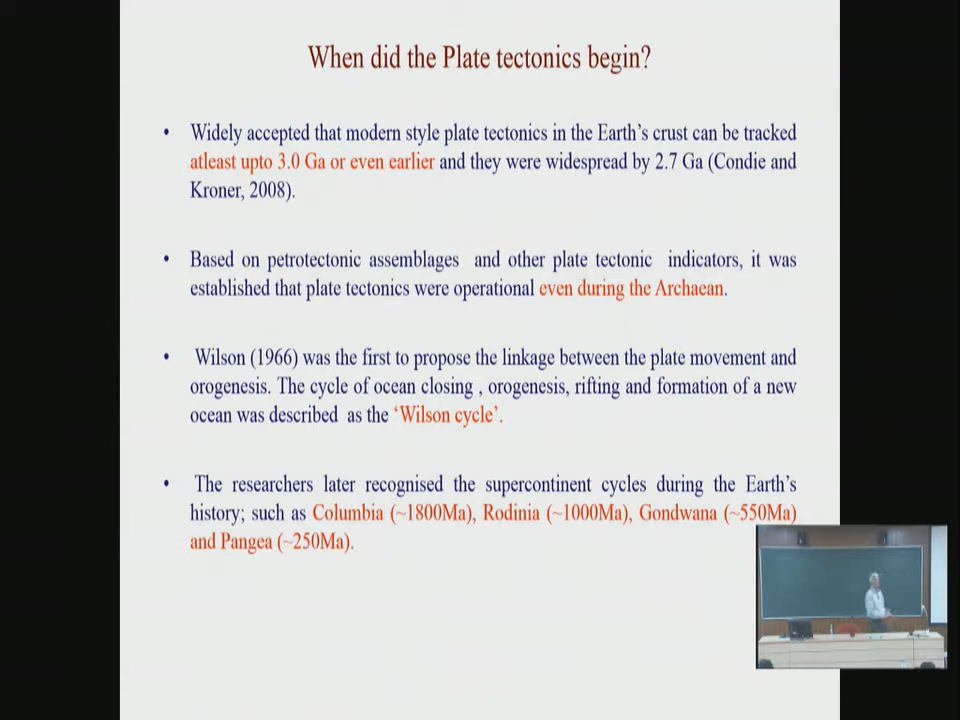 When did the Plate tectonics begin?
• Widely accepted that modern style plate tectonics in the Earth's crust can be tracked
atleast upto 3.0 Ga or even earlier and they were widespread by 2.7 Ga (Condie and
Kroner, 2008).
• Based on petrotectonic assemblages and other plate tectonic indicators, it was
established that plate tectonics were operational even during the Archaean.
• Wilson (1966) was the first to propose the linkage between the plate movement and
orogenesis. The cycle of ocean closing , orogenesis, rifting and formation of a new
ocean was described as the ‘Wilson cycle’.
• The researchers later recognised the supercontinent cycles during the Earth's
history; such as Columbia (~1800Ma), Rodinia (~1000Ma), Gondwana (~550Ma)
and Pangea (~250Ma).